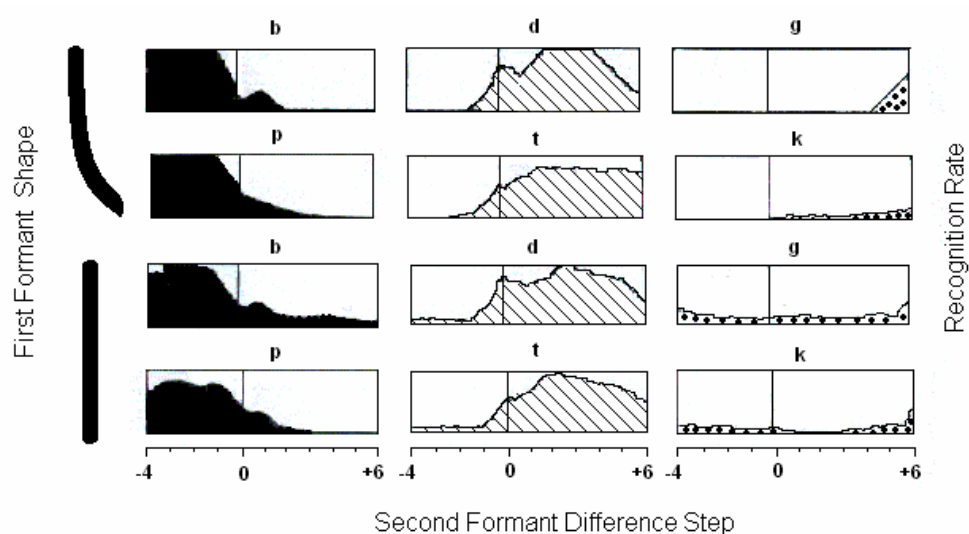 b d g
p t k
b d g
p t k
First Formant Shape
Recognition Rate
-4 0 +6 -4 0 +6 -4 0 +6
Second Formant Difference Step